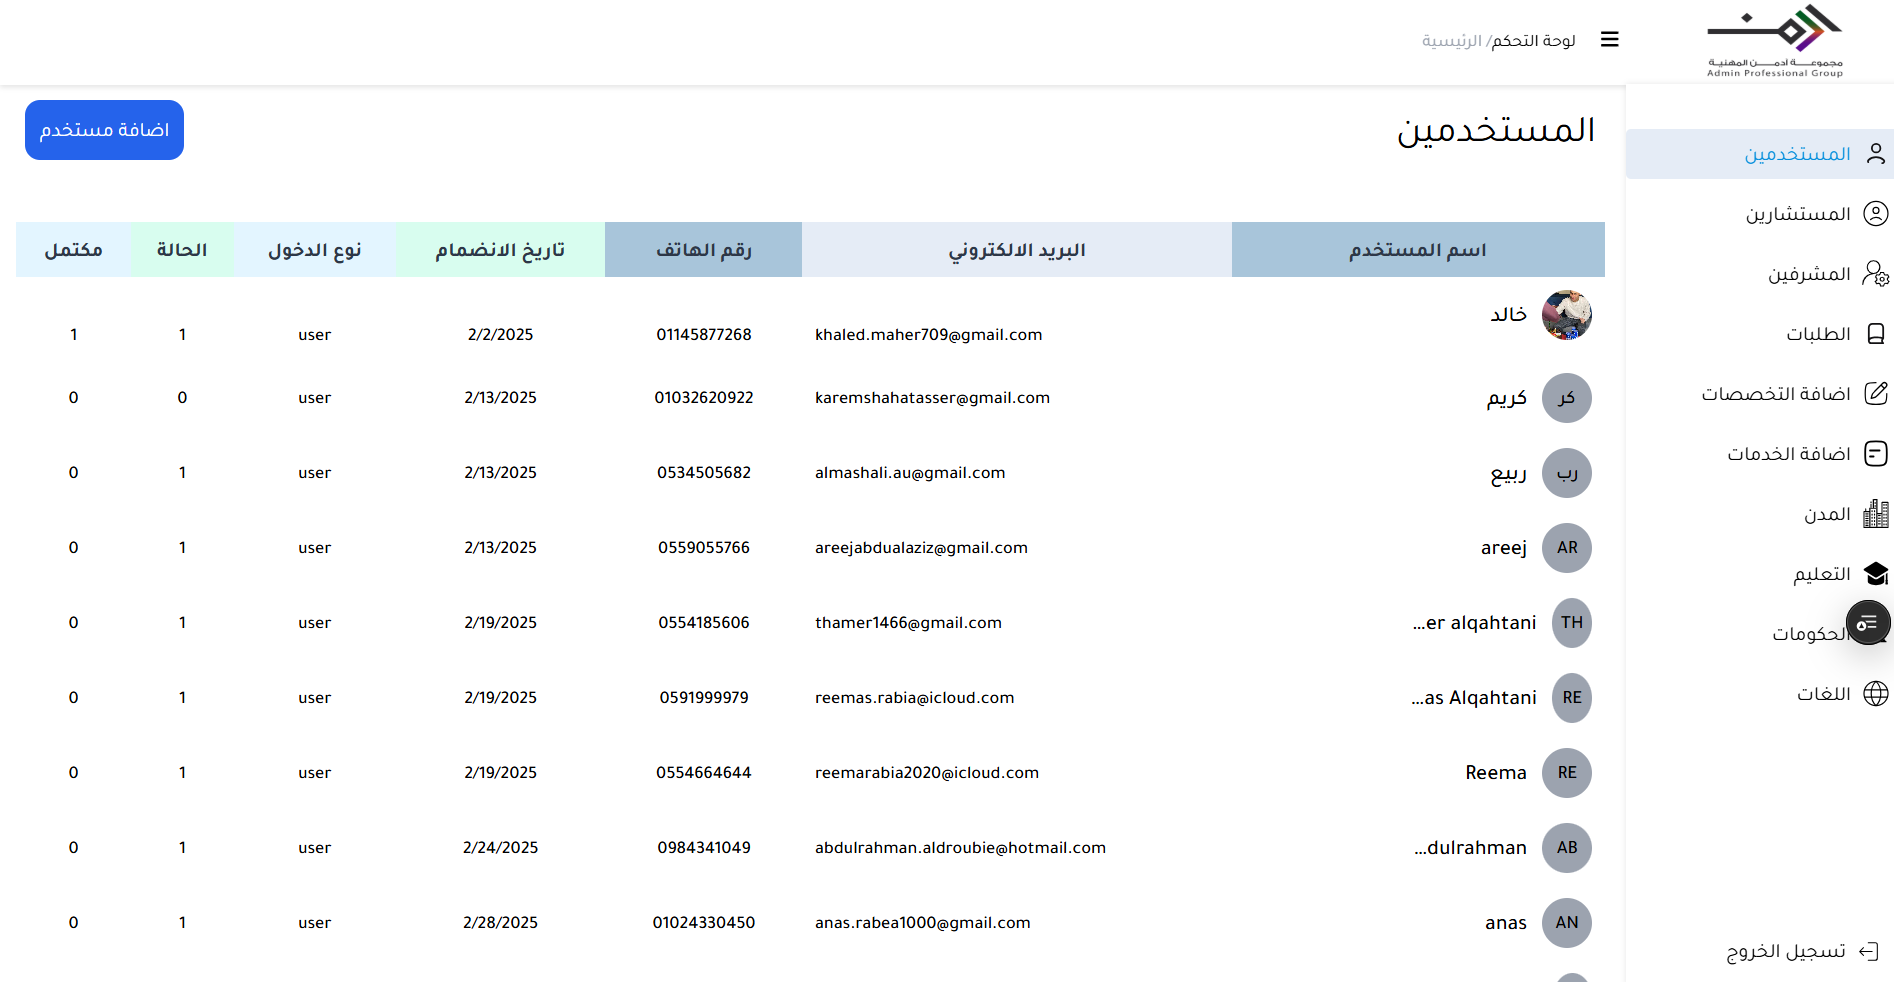 مجموعة ادمن المهنية
Admin Professional Group
لوحة التحكم/ الرئيسية
المستخدمين
المستشارين
المشرفين
الطلبات
اضافة التخصصات
اضافة الخدمات
المدن
التعليم
الحكومات
اللغات
تسجيل الخروج
المستخدمين
اضافة مستخدم
اسم المستخدم البريد الالكتروني رقم الهاتف تاريخ الانضمام نوع الدخول الحالة مكتمل
خالد khaled.maher709@gmail.com 01145877268 2/2/2025 user 1 1
كر كريم karemshahatasser@gmail.com 01032620922 2/13/2025 user 0 0
رب ربيع almashali.au@gmail.com 0534505682 2/13/2025 user 1 0
AR areej areejabdualaziz@gmail.com 0559055766 2/13/2025 user 1 0
TH ...er alqahtani thamer1466@gmail.com 0554185606 2/19/2025 user 1 0
RE ...as Alqahtani reemas.rabia@icloud.com 0591999979 2/19/2025 user 1 0
RE Reema reemarabia2020@icloud.com 0554664644 2/19/2025 user 1 0
AB ...dulrahman abdulrahman.aldroubie@hotmail.com 0984341049 2/24/2025 user 1 0
AN anas anas.rabea1000@gmail.com 01024330450 2/28/2025 user 1 0